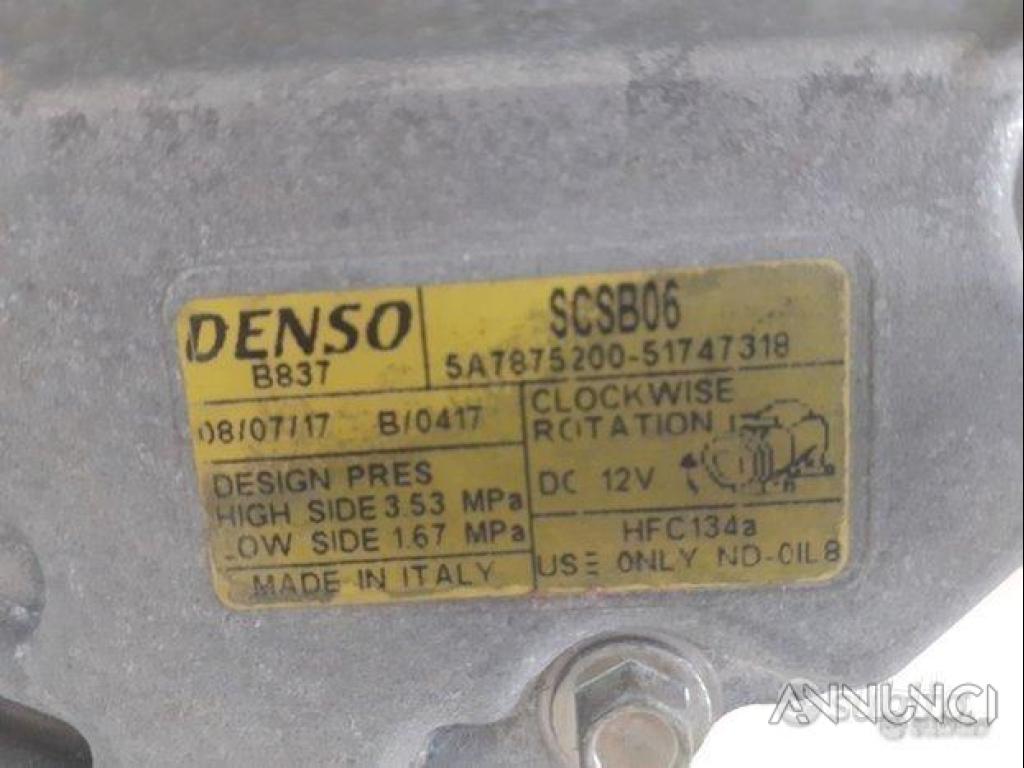 DENSO
B837
SCSB06
5A7875200-51747318
08/07/17 B/0417
CLOCKWISE
ROTATION
DC 12V
DESIGN PRES
HIGH SIDE 3.53 MPa
LOW SIDE 1.67 MPa
HFC134a
USE ONLY ND-OIL8
MADE IN ITALY
ANNUNCI